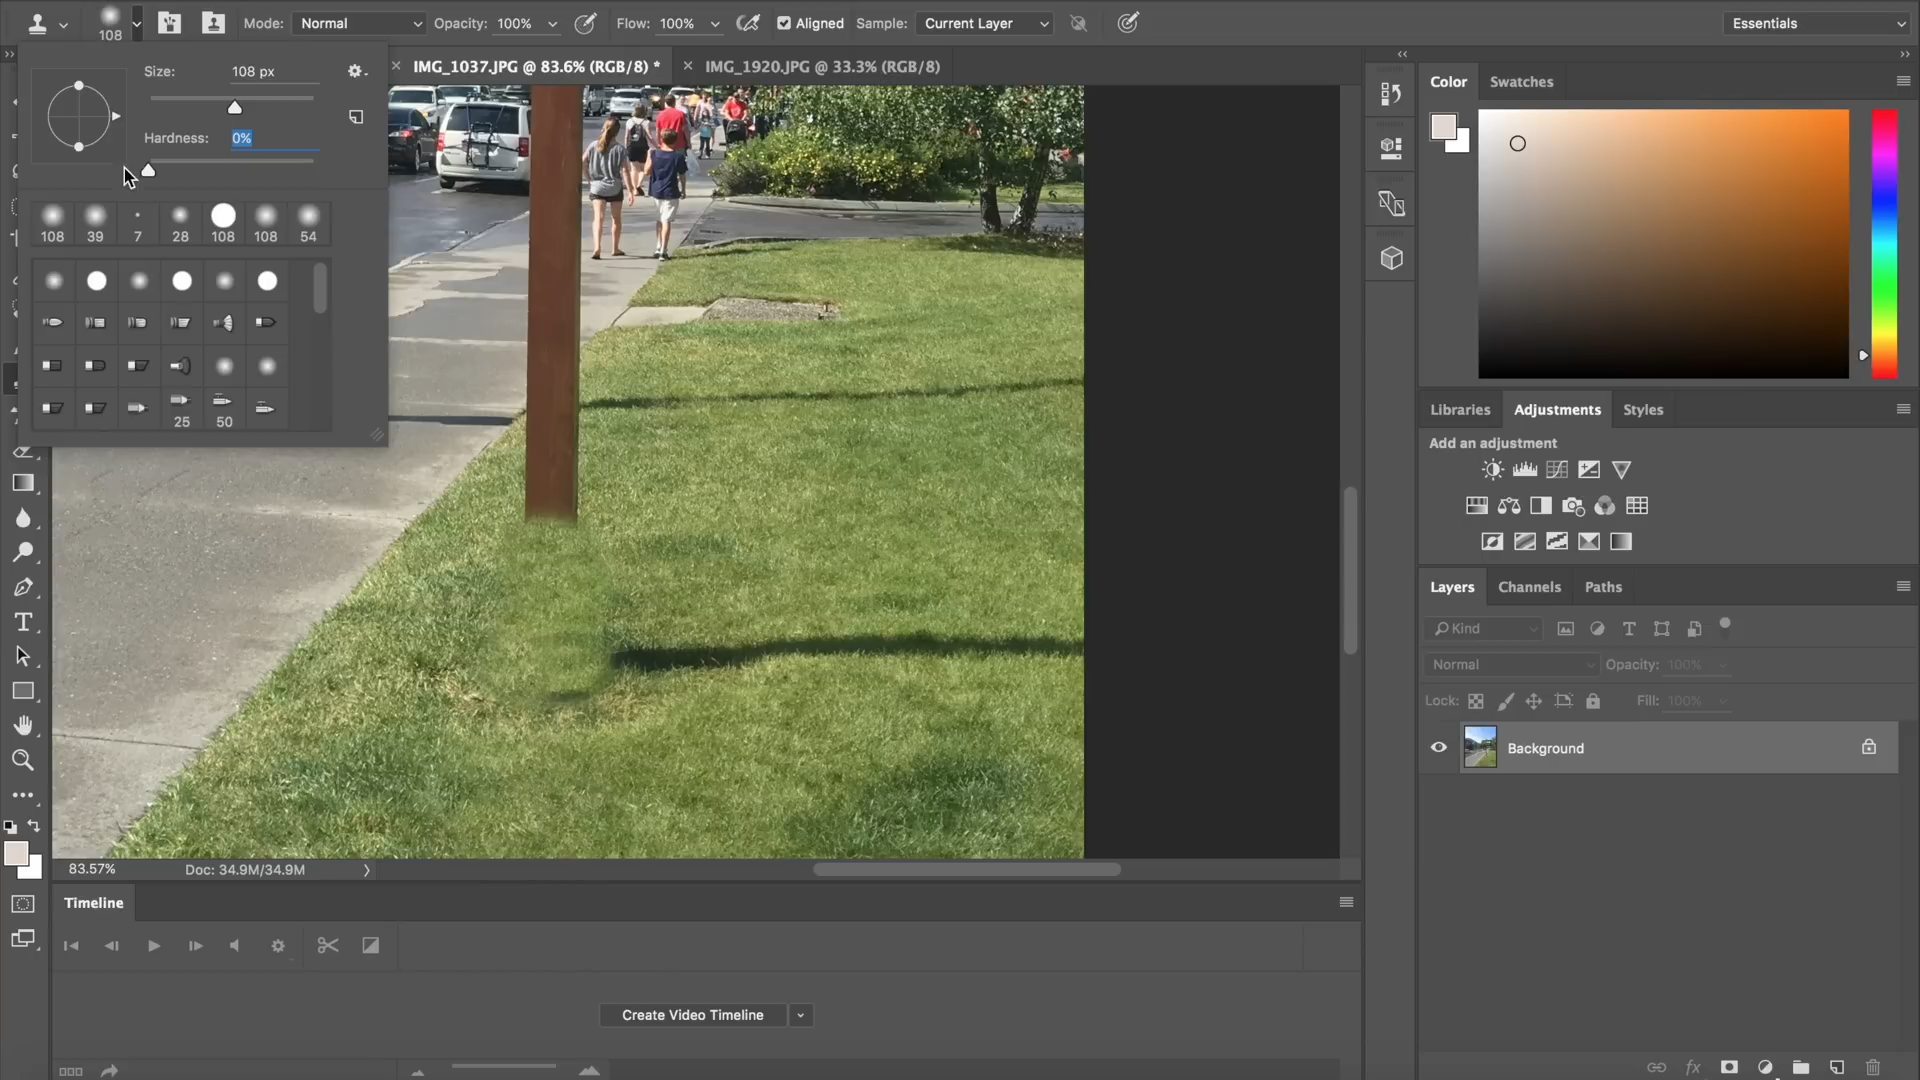 108
Mode: Normal
Opacity: 100%
Flow: 100%
Aligned
Sample: Current Layer
Essentials
Size: 108 px
Hardness: 0%
108 39 7 28 108 108 54
25 50
IMG_1037.JPG @ 83.6% (RGB/8) *
IMG_1920.JPG @ 33.3% (RGB/8)
Color Swatches
Libraries Adjustments Styles
Add an adjustment
Layers Channels Paths
Kind
Normal Opacity: 100%
Lock: Fill: 100%
Background
83.57% Doc: 34.9M/34.9M
Timeline
Create Video Timeline